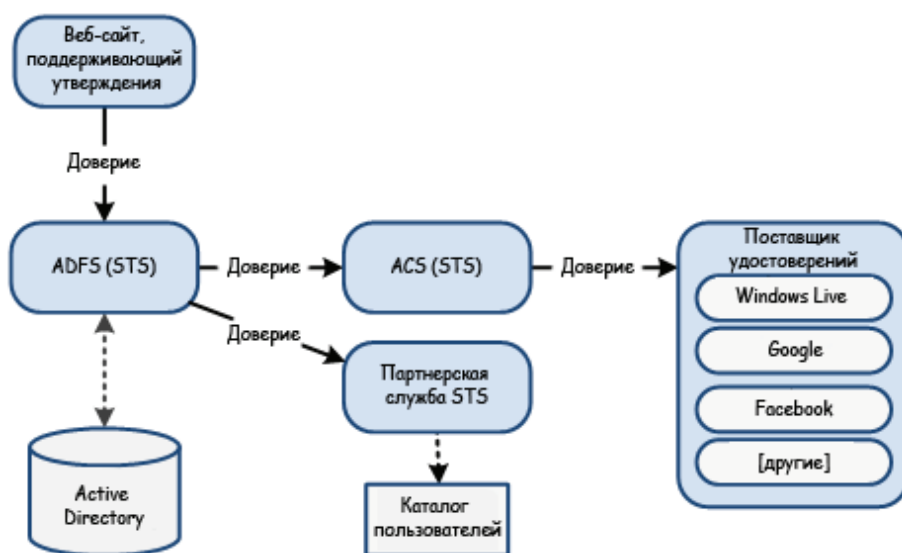 Веб-сайт,
поддерживающий
утверждения
Доверие
ADFS (STS)
Доверие
ACS (STS)
Доверие
Поставщик
удостоверений
Windows Live
Google
Facebook
[другие]
Доверие
Партнерская
служба STS
Active
Directory
Каталог
пользователей